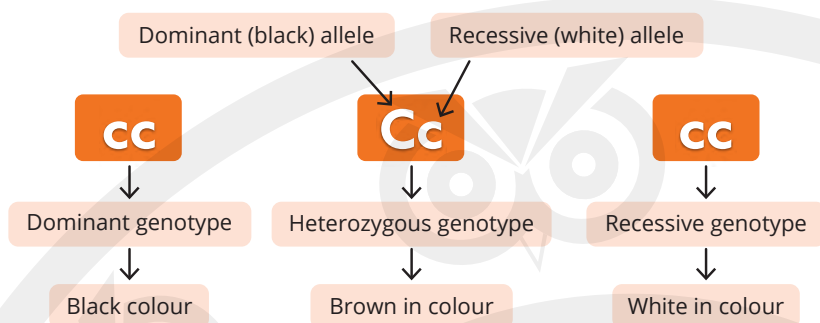 Dominant (black) allele
Recessive (white) allele
cc
Cc
cc
Dominant genotype
Heterozygous genotype
Recessive genotype
Black colour
Brown in colour
White in colour